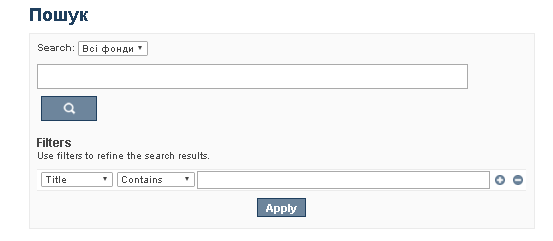 Пошук
Search: Всі фонди
Filters
Use filters to refine the search results.
Title Contains
Apply